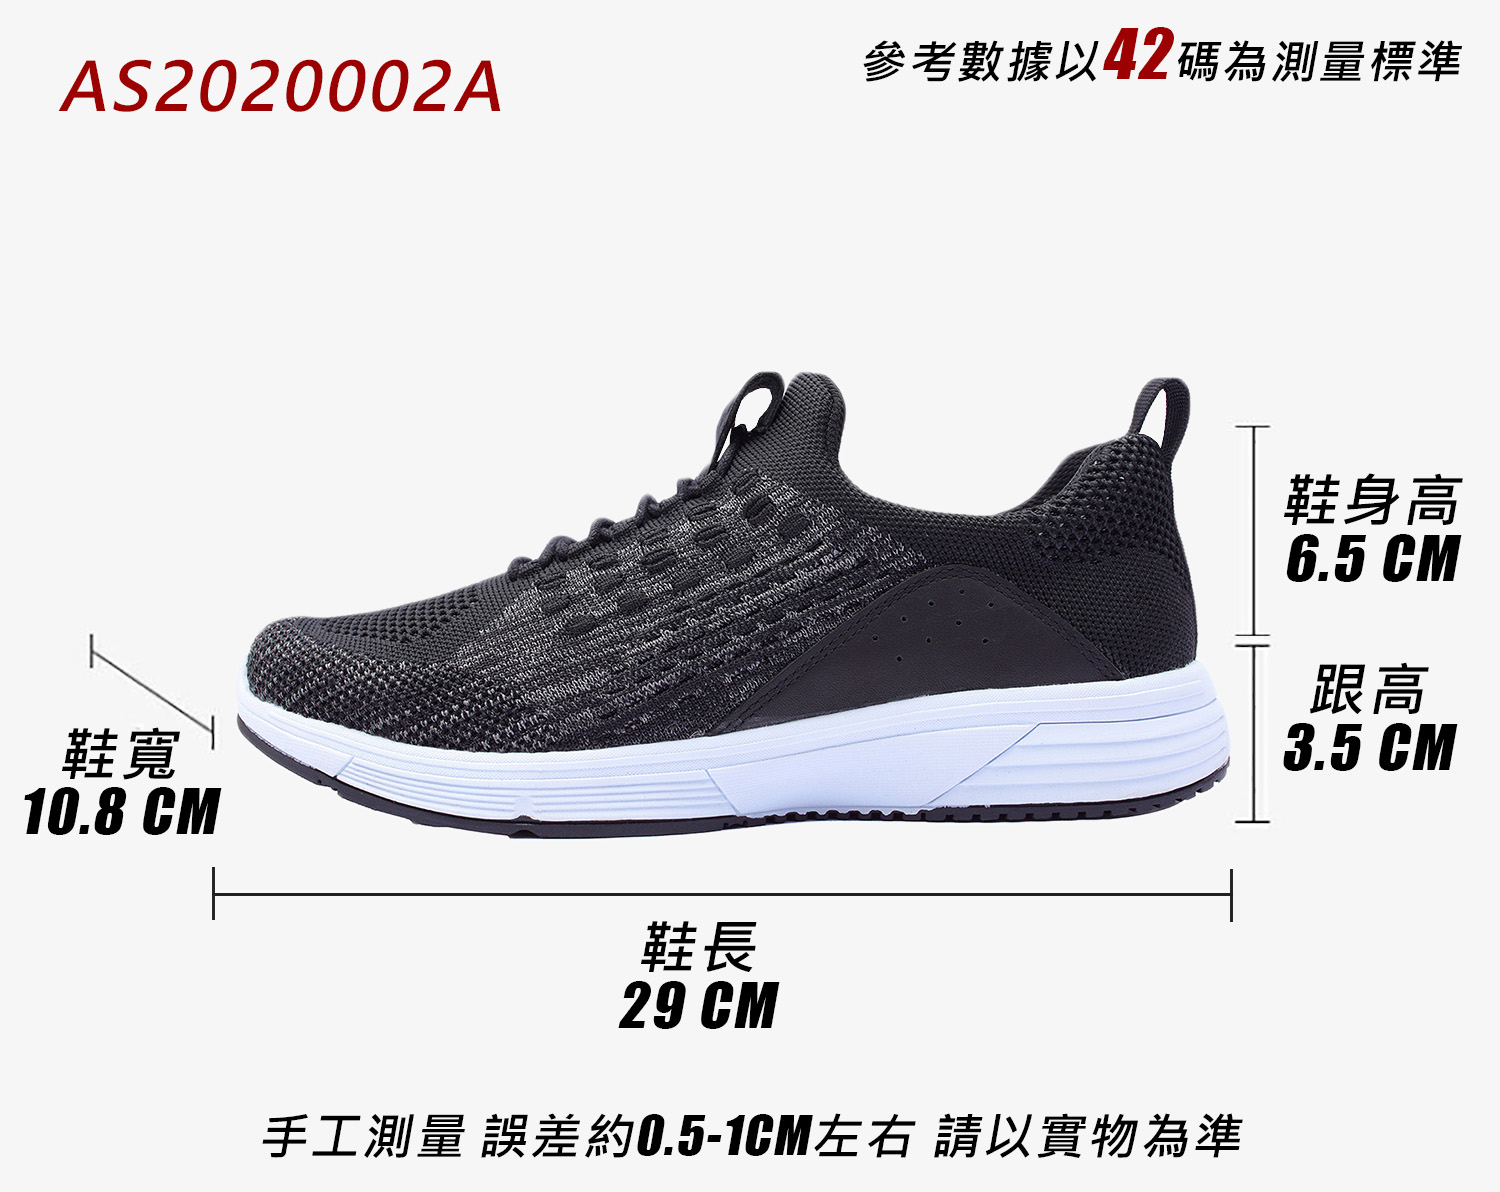 AS2020002A
參考數據以42碼為測量標準
鞋身高
6.5 CM
跟高
3.5 CM
鞋寬
10.8 CM
鞋長
29 CM
手工測量 誤差約0.5-1CM左右 請以實物為準